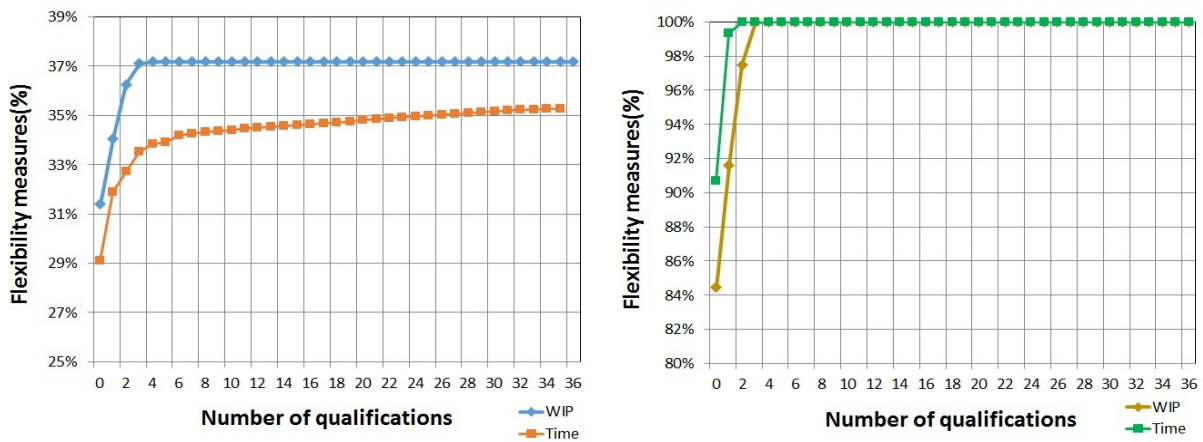 39%
37%
35%
33%
31%
29%
27%
25%
Flexibility measures(%)
0 2 4 6 8 10 12 14 16 18 20 22 24 26 28 30 32 34 36
Number of qualifications
WIP
Time
100%
98%
96%
94%
92%
90%
88%
86%
84%
82%
80%
Flexibility measures(%)
0 2 4 6 8 10 12 14 16 18 20 22 24 26 28 30 32 34 36
Number of qualifications
WIP
Time